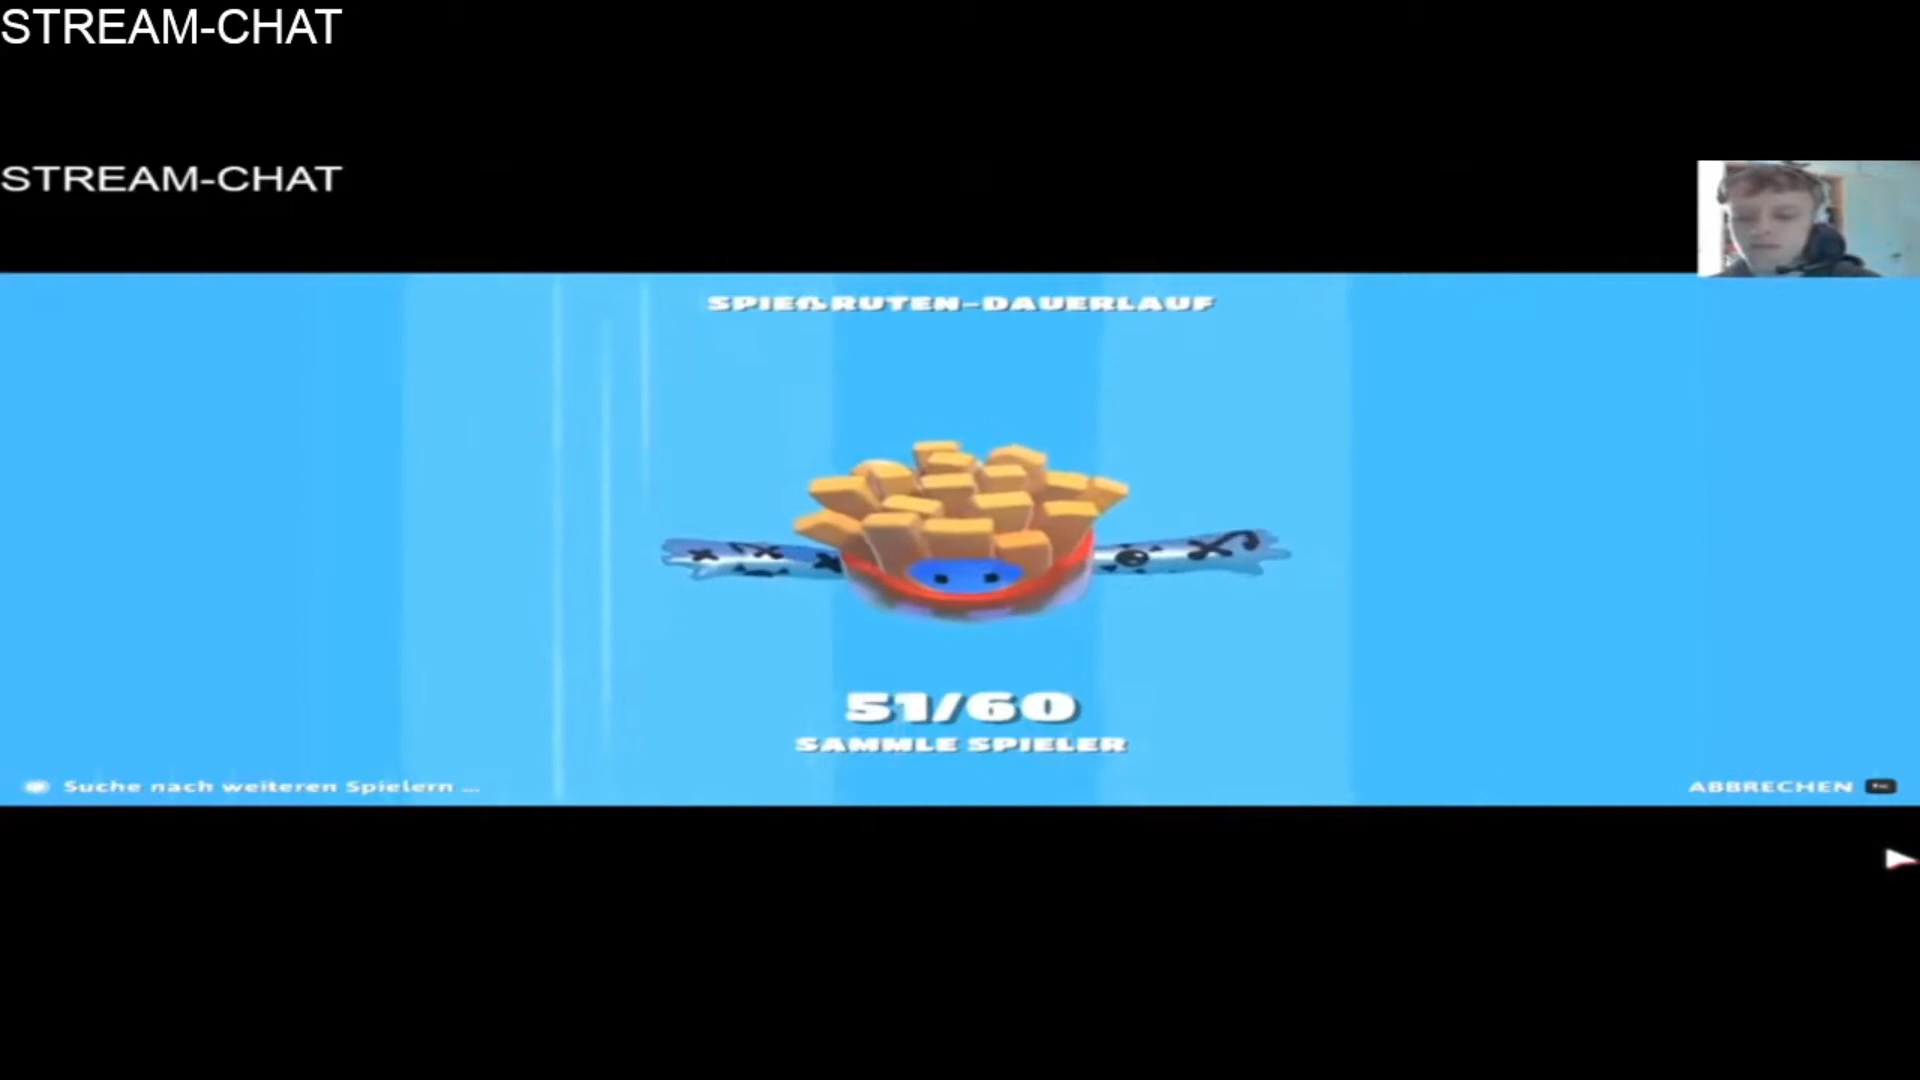 STREAM-CHAT
STREAM-CHAT
SPIEẞRUTEN-DAUERLAUF
51/60
SAMMLE SPIELER
Suche nach weiteren Spielern ...
ABBRECHEN